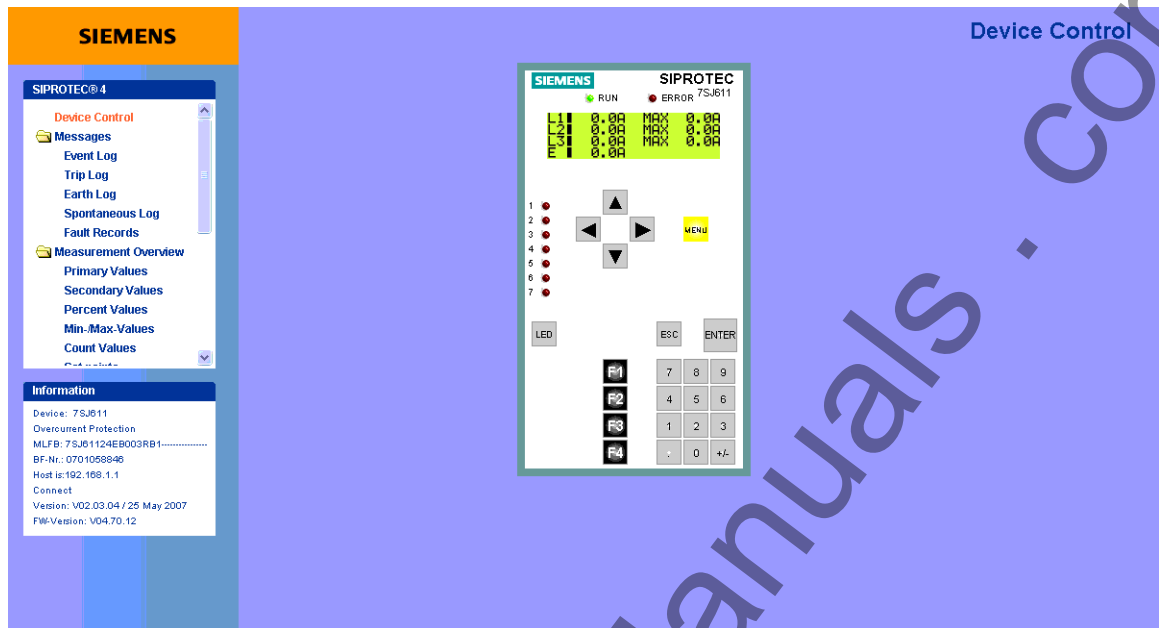 SIEMENS
Device Control
SIPROTEC® 4
Device Control
Messages
Event Log
Trip Log
Earth Log
Spontaneous Log
Fault Records
Measurement Overview
Primary Values
Secondary Values
Percent Values
Min-/Max-Values
Count Values
Information
Device: 7SJ611
Overcurrent Protection
MLFB: 7SJ61124EB003RB1---------------
BF-Nr.: 0701058846
Host is:192.168.1.1
Connect
Version: V02.03.04 / 25 May 2007
FW-Version: V04.70.12
SIEMENS SIPROTEC
RUN ERROR 7SJ611
L1 0.0A MAX 0.0A
L2 0.0A MAX 0.0A
L3 0.0A MAX 0.0A
E 0.0A
1
2
3
4
5
6
7
MENU
LED ESC ENTER
F1 7 8 9
F2 4 5 6
F3 1 2 3
F4 . 0 +/-